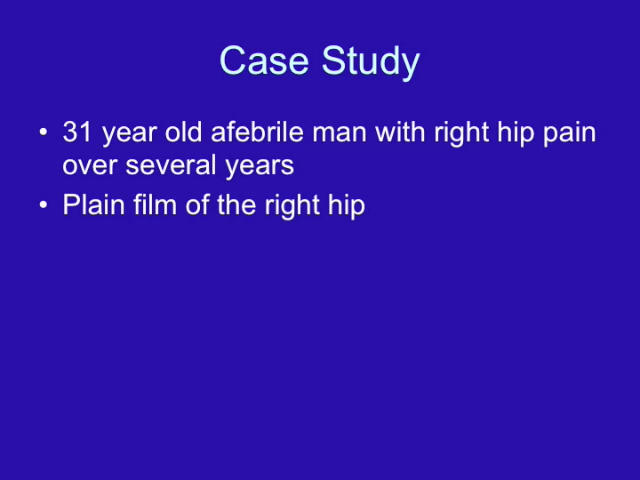 Case Study
• 31 year old afebrile man with right hip pain
over several years
• Plain film of the right hip